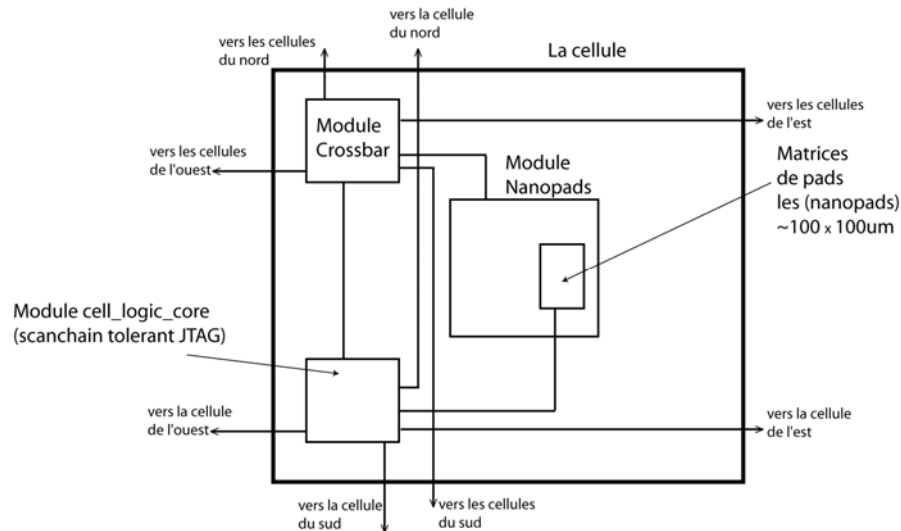 vers la cellule
du nord
vers les cellules
du nord
La cellule
Module
Crossbar
vers les cellules
de l'est
vers les cellules
de l'ouest
Module
Nanopads
Matrices
de pads
les (nanopads)
~100 x 100um
Module cell_logic_core
(scanchain tolerant JTAG)
vers la cellule
de l'ouest
vers la cellule
de l'est
vers la cellule
du sud
vers les cellules
du sud